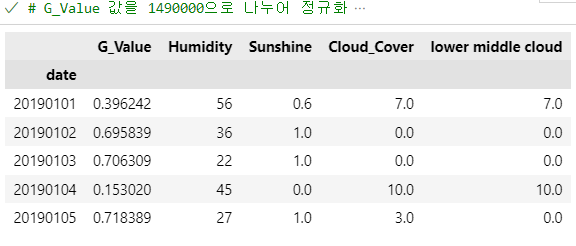 # G_Value 값을 1490000으로 나누어 정규화 ···
G_Value Humidity Sunshine Cloud_Cover lower middle cloud
date
20190101 0.396242 56 0.6 7.0 7.0
20190102 0.695839 36 1.0 0.0 0.0
20190103 0.706309 22 1.0 0.0 0.0
20190104 0.153020 45 0.0 10.0 10.0
20190105 0.718389 27 1.0 3.0 0.0